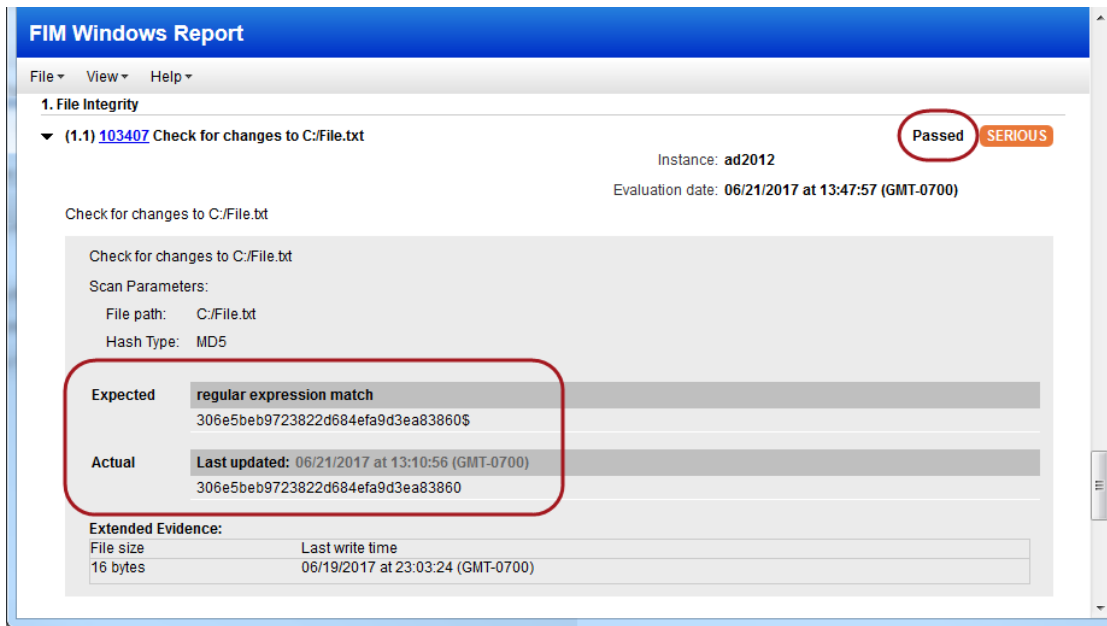 FIM Windows Report
File View Help
1. File Integrity
(1.1) 103407 Check for changes to C:/File.txt Passed SERIOUS
Instance: ad2012
Evaluation date: 06/21/2017 at 13:47:57 (GMT-0700)
Check for changes to C:/File.txt
Check for changes to C:/File.txt
Scan Parameters:
File path: C:/File.txt
Hash Type: MD5
Expected regular expression match
306e5beb9723822d684efa9d3ea83860$
Actual Last updated: 06/21/2017 at 13:10:56 (GMT-0700)
306e5beb9723822d684efa9d3ea83860
Extended Evidence:
File size Last write time
16 bytes 06/19/2017 at 23:03:24 (GMT-0700)